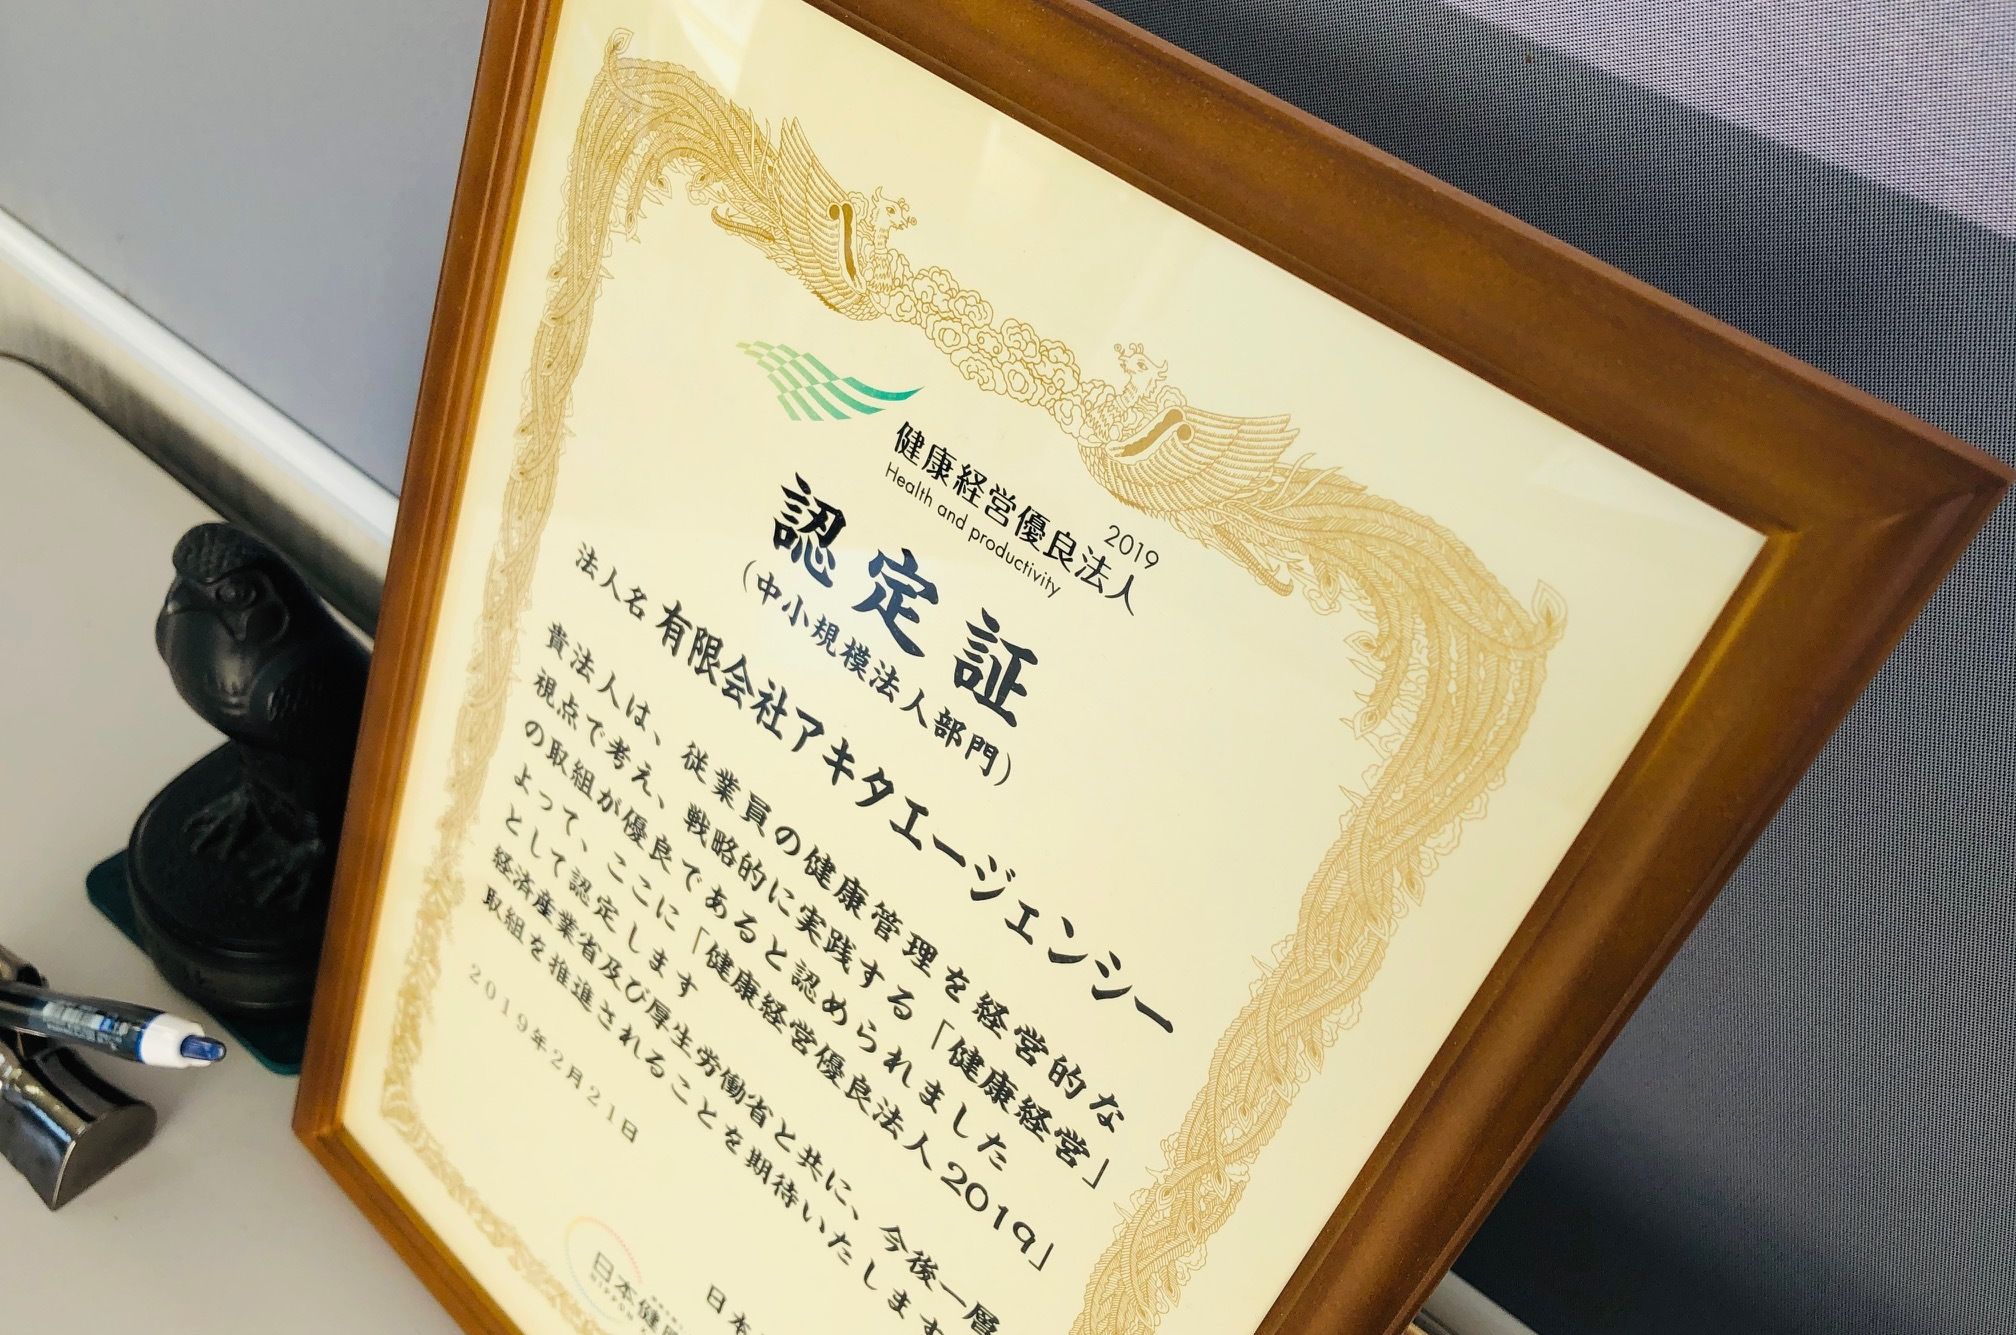 2019
健康経営優良法人
Health and productivity
認定証
(中小規模法人部門)
法人名 有限会社アキタエージェンシー
貴法人は、従業員の健康管理を経営的な
視点で考え、戦略的に実践する「健康経営」
の取組が優良であると認められました
よって、ここに「健康経営優良法人2019」
として認定します
経済産業省及び厚生労働省と共に、今後一層
取組を推進されることを期待いたします
2019年2月21日
日本健
日本